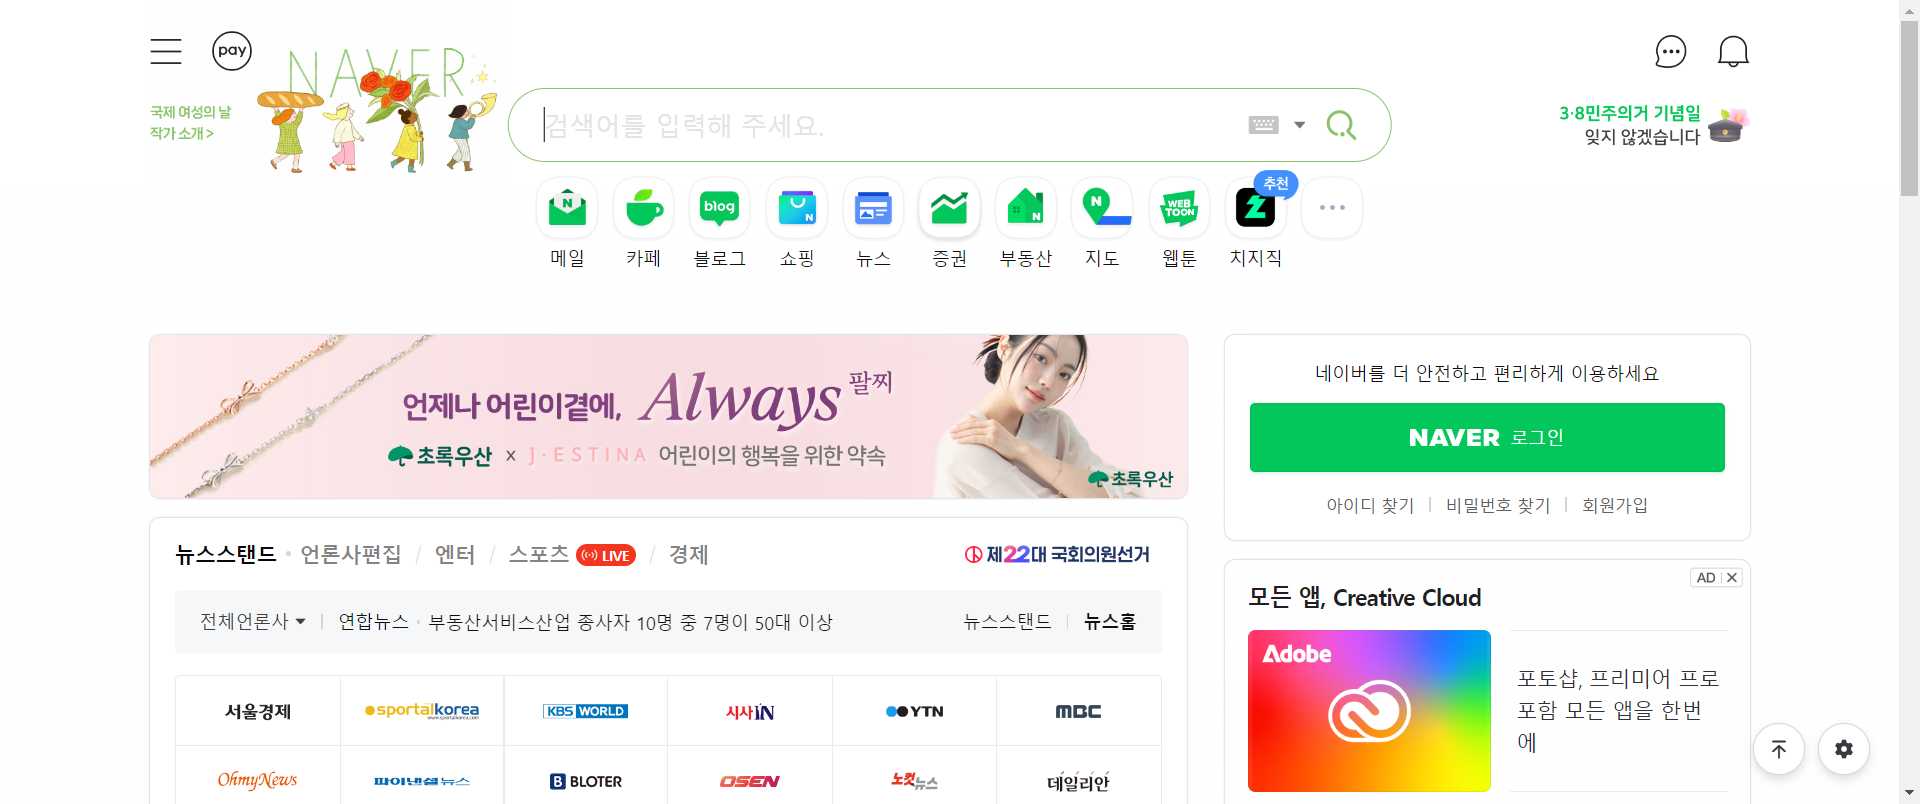 pay
NAVER
국제 여성의 날
작가 소개 >
검색어를 입력해 주세요.
3·8민주의거 기념일
잊지 않겠습니다
N
blog
N
N
N
WEB
TOON
추천
메일
카페
블로그
쇼핑
뉴스
증권
부동산
지도
웹툰
치지직
언제나 어린이곁에, Always 팔찌
초록우산 x J·ESTINA 어린이의 행복을 위한 약속
초록우산
네이버를 더 안전하고 편리하게 이용하세요
NAVER 로그인
아이디 찾기
비밀번호 찾기
회원가입
뉴스스탠드 · 언론사편집 / 엔터 / 스포츠 LIVE / 경제
제22대 국회의원선거
전체언론사
연합뉴스 · 부동산서비스산업 종사자 10명 중 7명이 50대 이상
뉴스스탠드
뉴스홈
서울경제
sportalkorea
KBS WORLD
시사IN
YTN
MBC
OhmyNews
파이낸셜뉴스
B BLOTER
OSEN
노컷뉴스
데일리안
AD
모든 앱, Creative Cloud
Adobe
포토샵, 프리미어 프로
포함 모든 앱을 한번
에